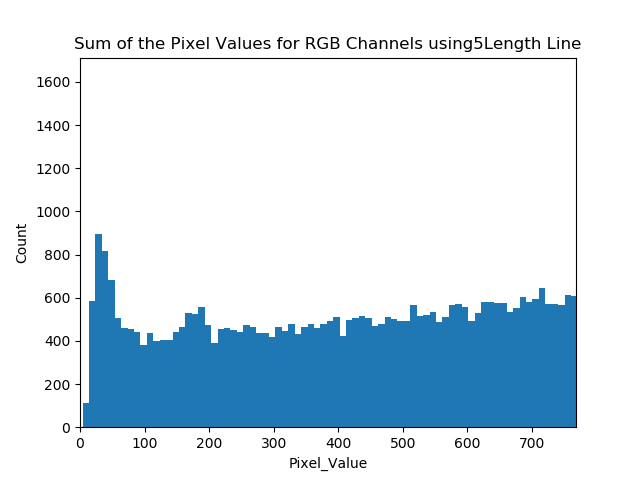 Sum of the Pixel Values for RGB Channels using5Length Line
1600
1400
1200
1000
800
600
400
200
0
Count
0 100 200 300 400 500 600 700
Pixel_Value